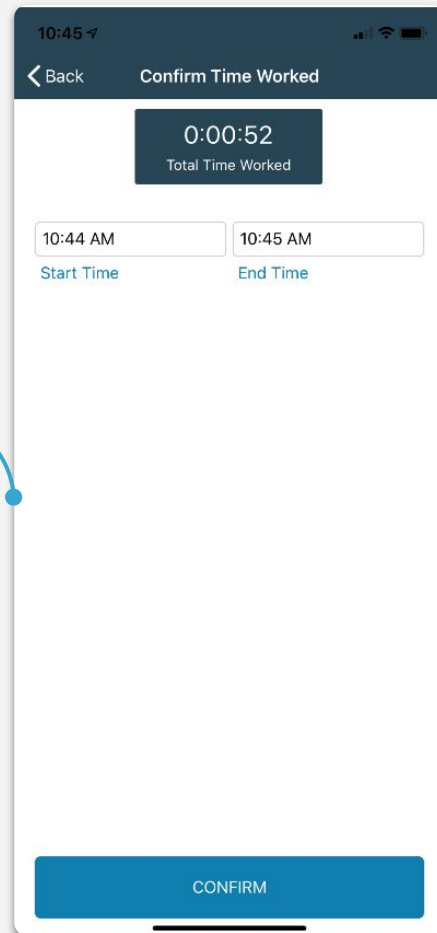 10:45
Back Confirm Time Worked
0:00:52
Total Time Worked
10:44 AM 10:45 AM
Start Time End Time
CONFIRM